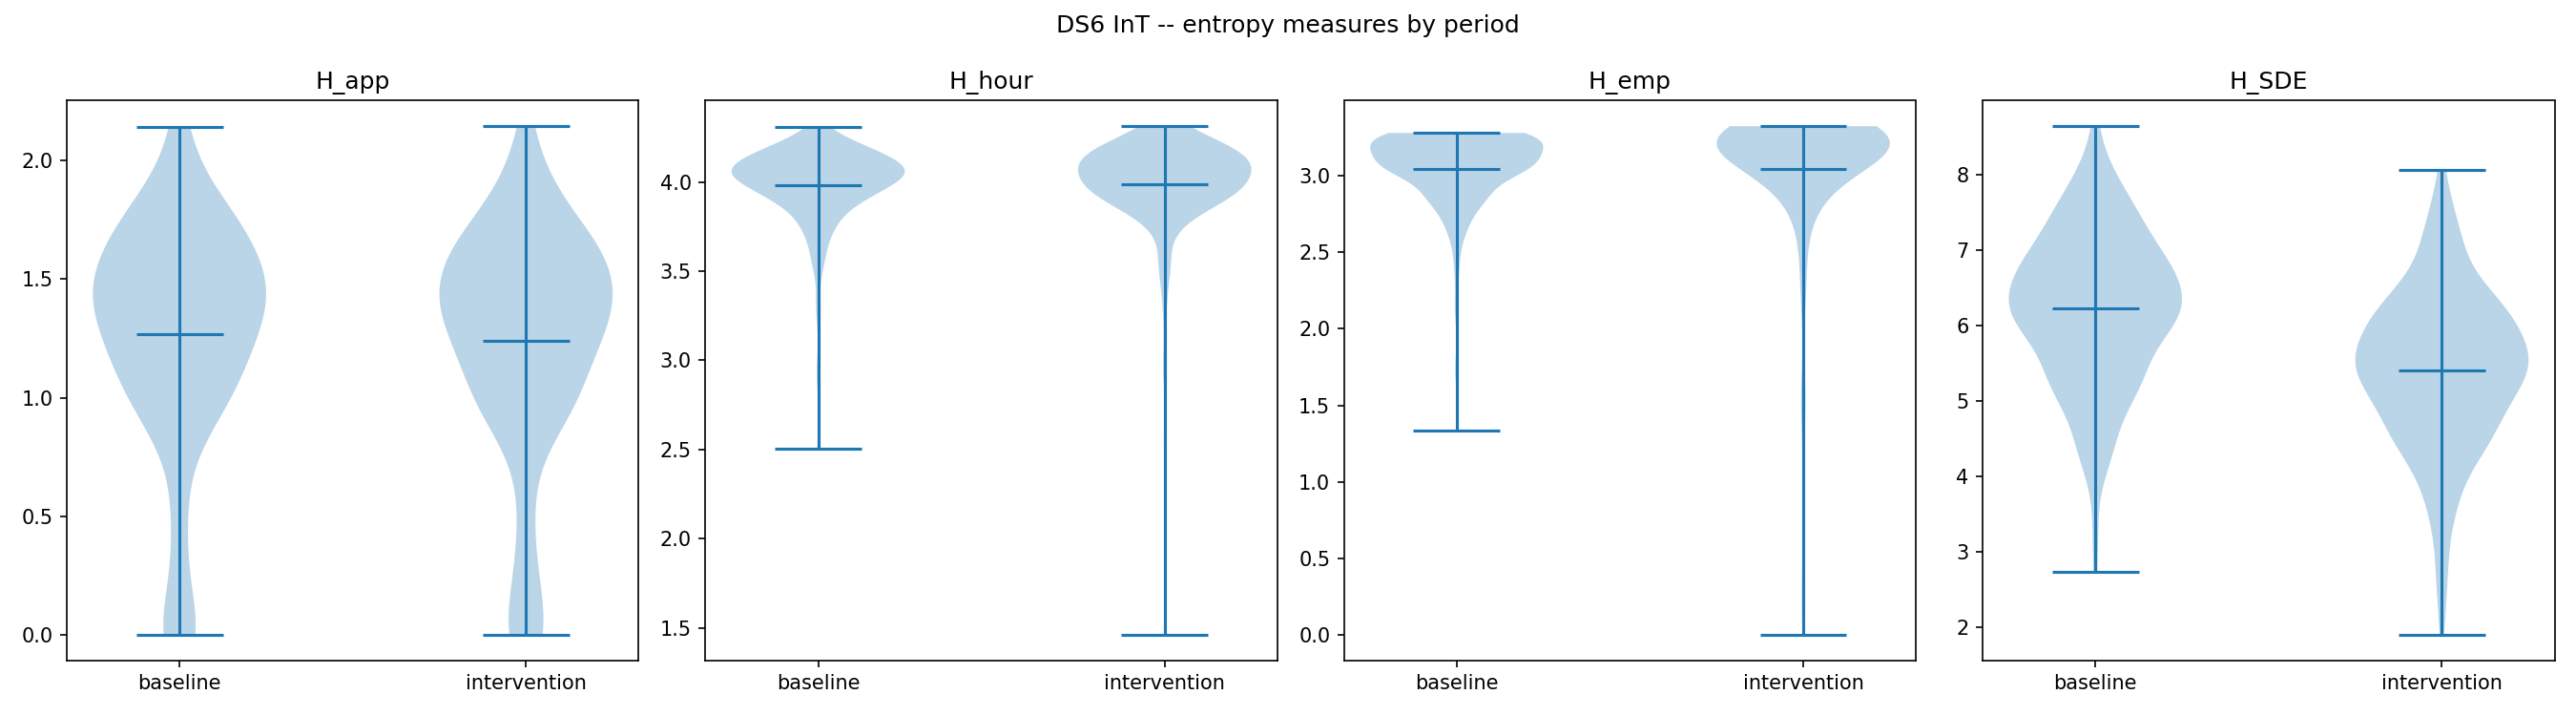 DS6 InT -- entropy measures by period
H_app
2.0
1.5
1.0
0.5
0.0
baseline intervention
H_hour
4.0
3.5
3.0
2.5
2.0
1.5
baseline intervention
H_emp
3.0
2.5
2.0
1.5
1.0
0.5
0.0
baseline intervention
H_SDE
8
7
6
5
4
3
2
baseline intervention